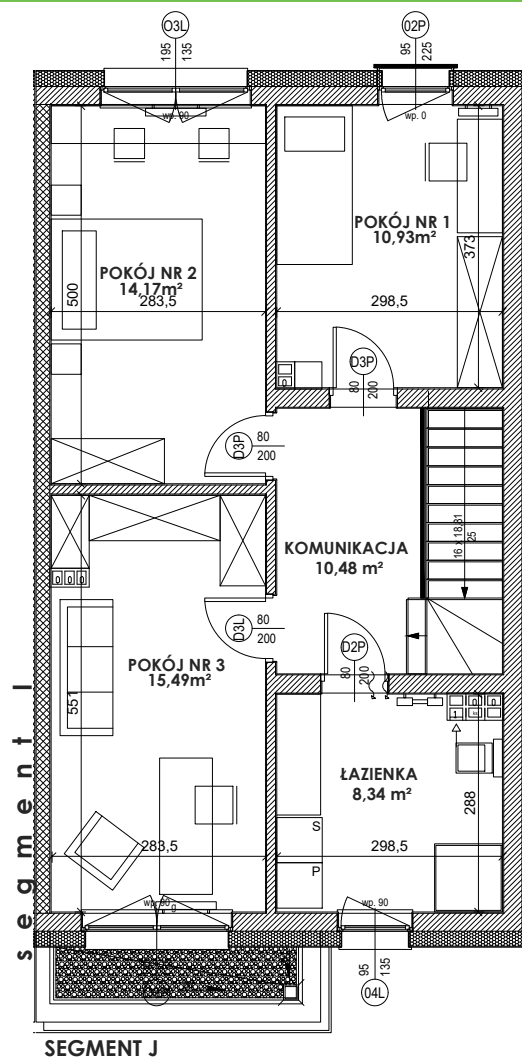 O3L
195
135
02P
95
225
wp. 90
wp. 0
POKÓJ NR 1
10,93m²
373
298,5
POKÓJ NR 2
14,17m²
283,5
500
D3P
80
200
D3P
80
200
KOMUNIKACJA
10,48 m²
16 x 18,81
25
D3L
80
200
D2P
80
200
POKÓJ NR 3
15,49m²
551
283,5
ŁAZIENKA
8,34 m²
288
298,5
1
S
P
wp. 90
g
wp. 90
95
135
04L
segment I
SEGMENT J